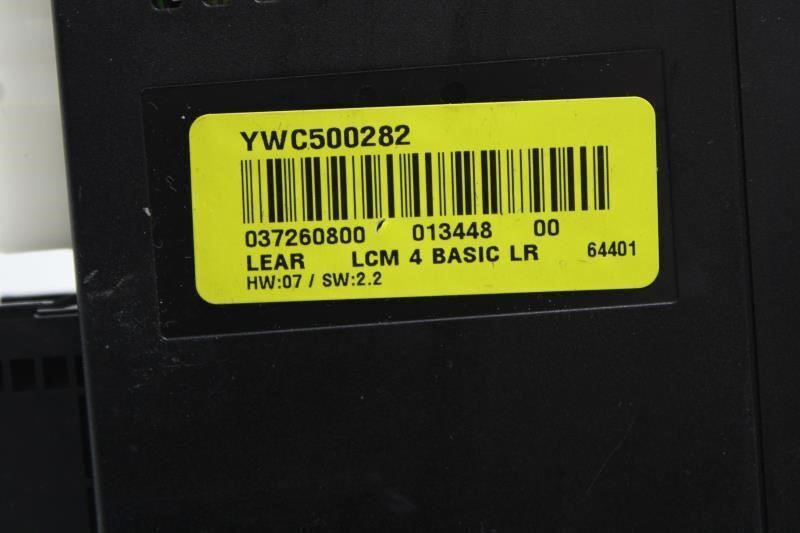 YWC500282
037260800 013448 00
LEAR LCM 4 BASIC LR 64401
HW:07 / SW:2.2